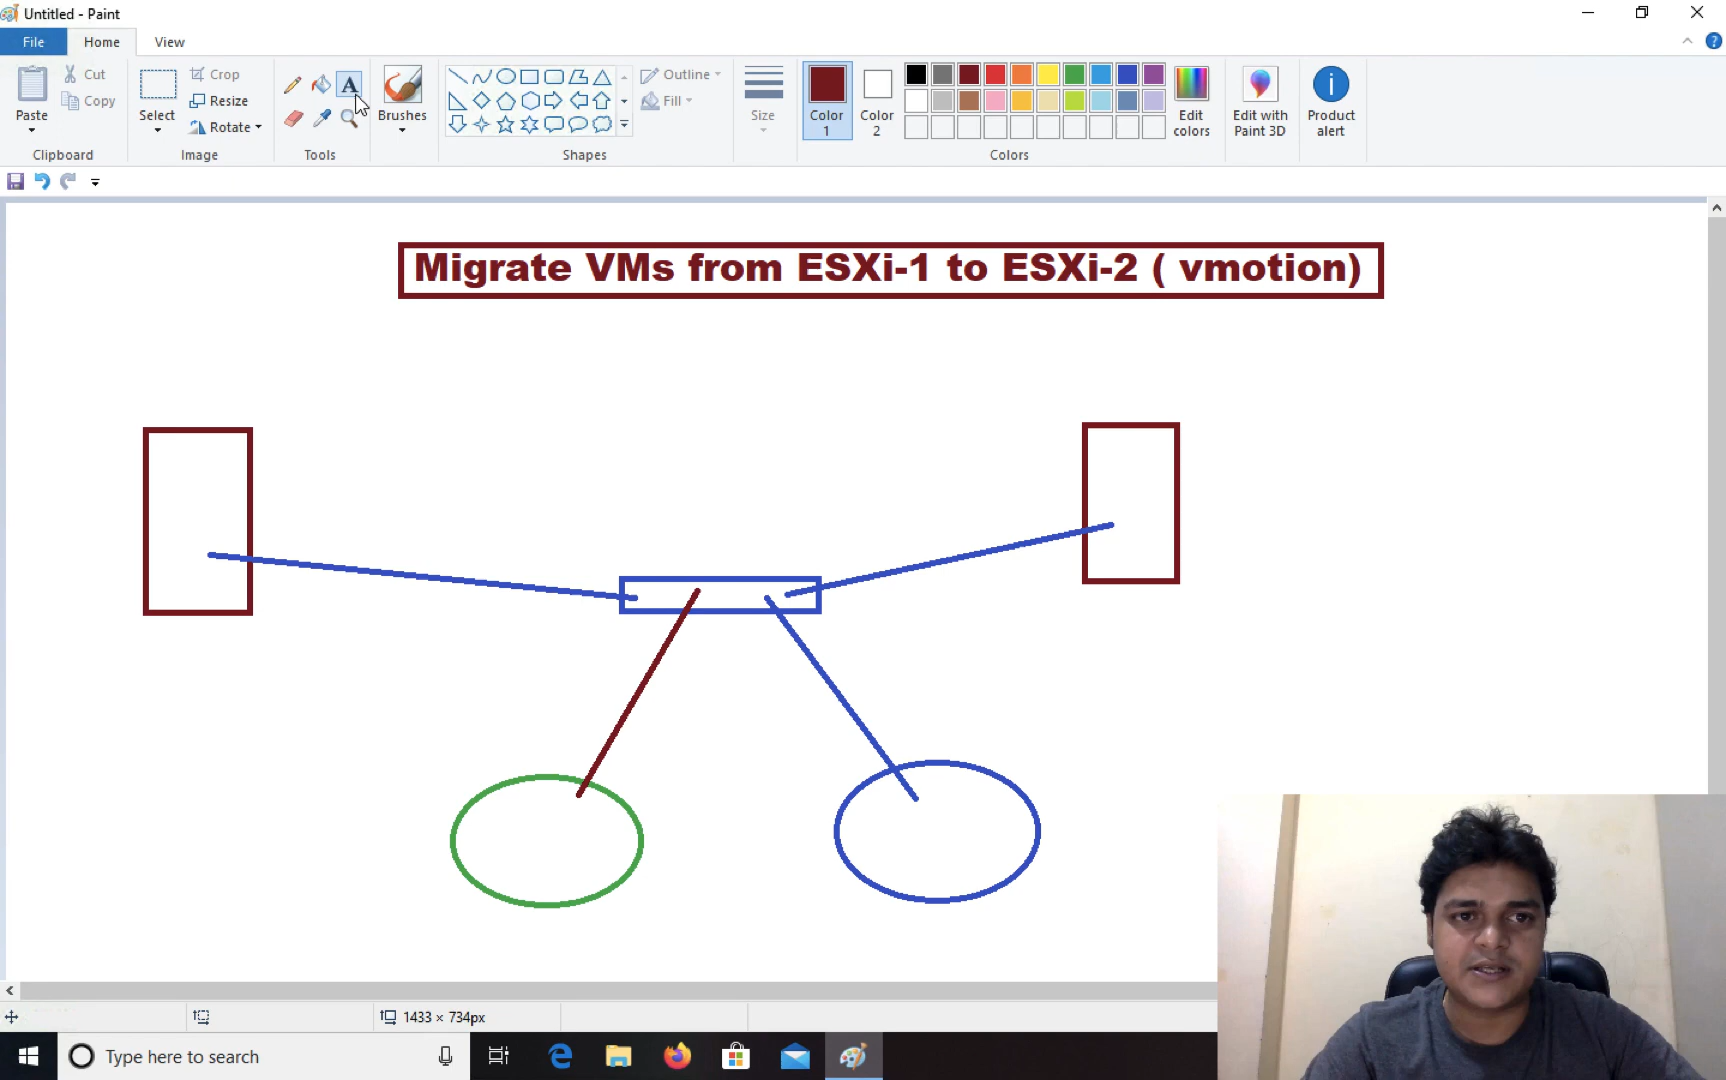 Untitled - Paint
File
Home
View
Paste
Cut
Copy
Clipboard
Select
Crop
Resize
Rotate
Image
A
Tools
Brushes
Shapes
Outline
Fill
Size
Color 1
Color 2
Edit colors
Colors
Edit with Paint 3D
Product alert
Migrate VMs from ESXi-1 to ESXi-2 ( vmotion)
1433 × 734px
Type here to search